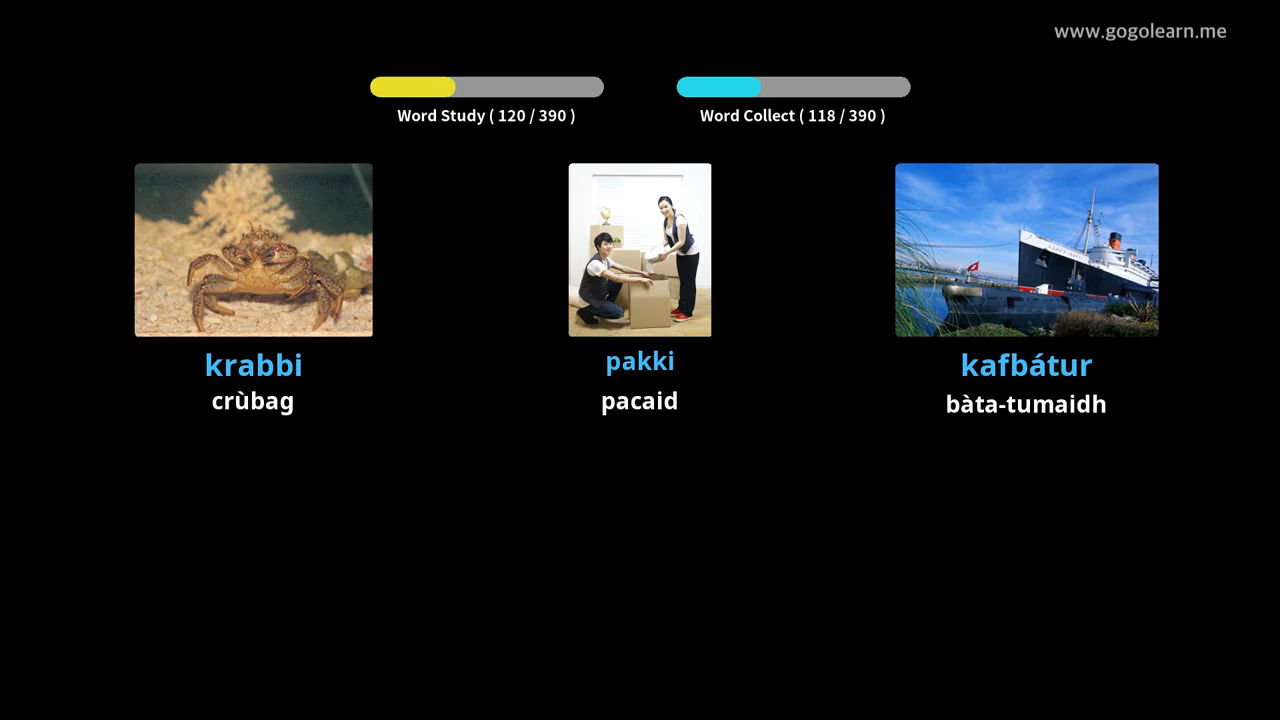 www.gogolearn.me
Word Study ( 120 / 390 )
Word Collect ( 118 / 390 )
krabbi
pakki
kafbátur
crùbag
pacaid
bàta-tumaidh